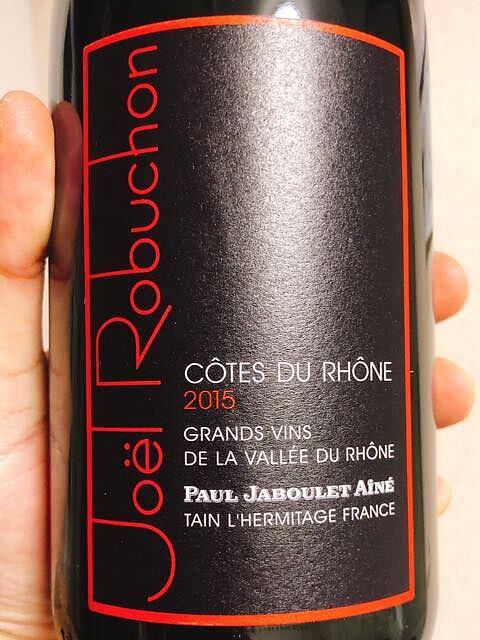 Joël Robuchon
CÔTES DU RHÔNE
2015
GRANDS VINS
DE LA VALLÉE DU RHÔNE
PAUL JABOULET AÎNÉ
TAIN L'HERMITAGE FRANCE